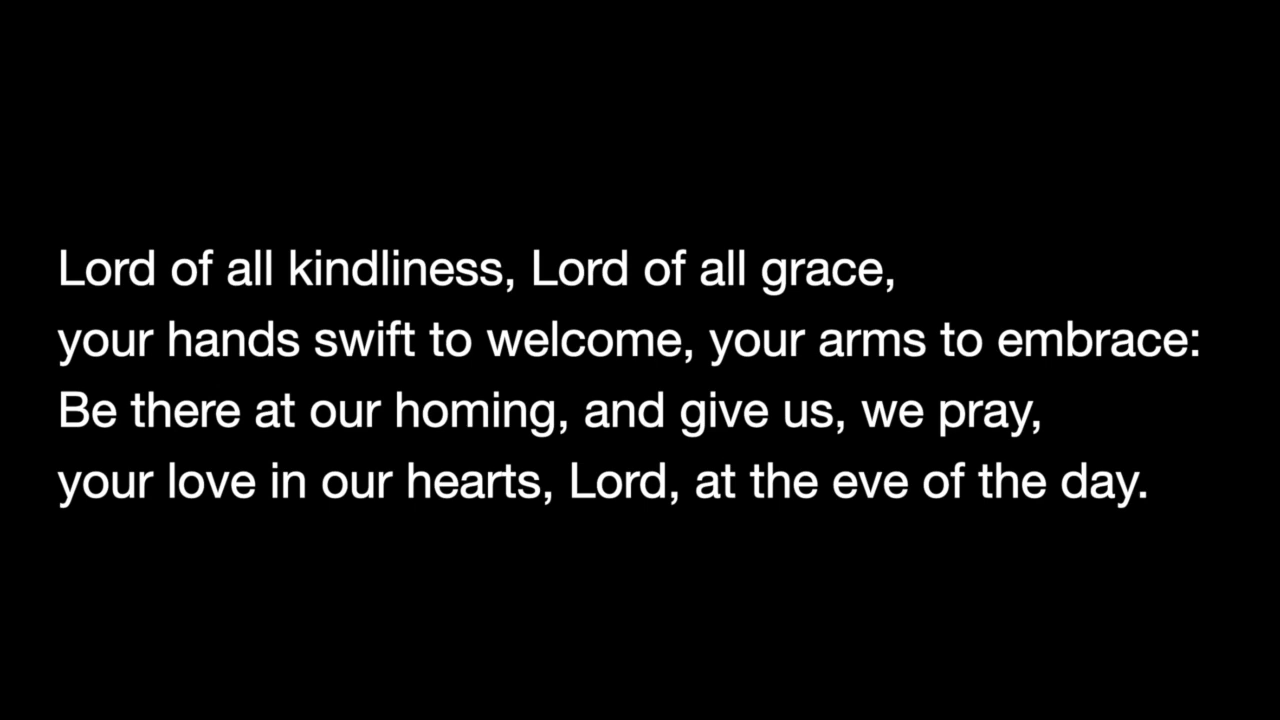 Lord of all kindliness, Lord of all grace,
your hands swift to welcome, your arms to embrace:
Be there at our homing, and give us, we pray,
your love in our hearts, Lord, at the eve of the day.